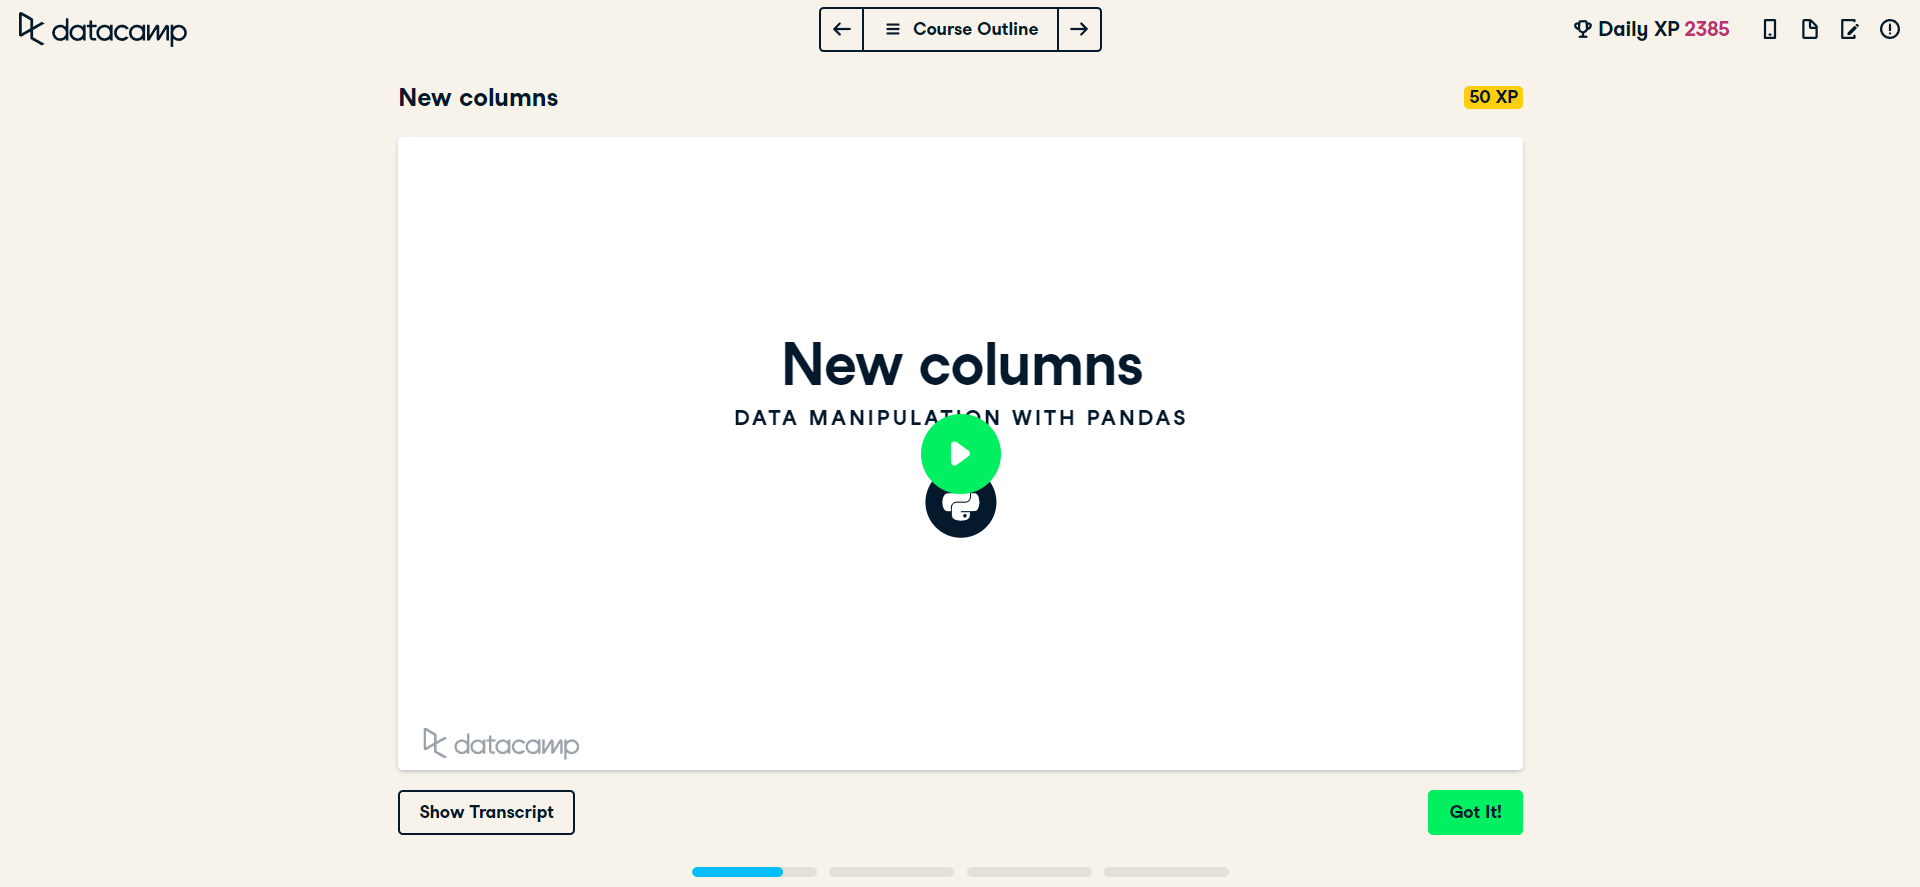 datacamp
Course Outline
Daily XP 2385
New columns
50 XP
New columns
DATA MANIPULATION WITH PANDAS
datacamp
Show Transcript
Got It!